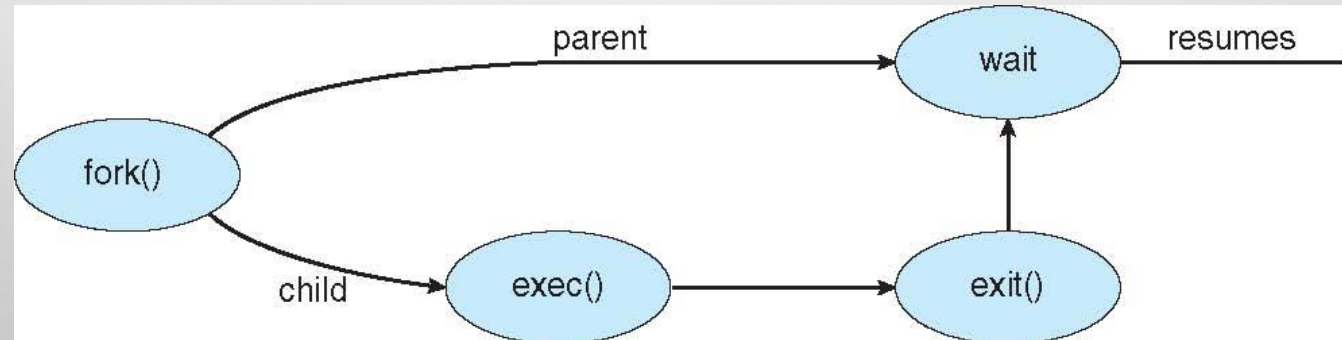 parent
wait
resumes
fork()
child
exec()
exit()